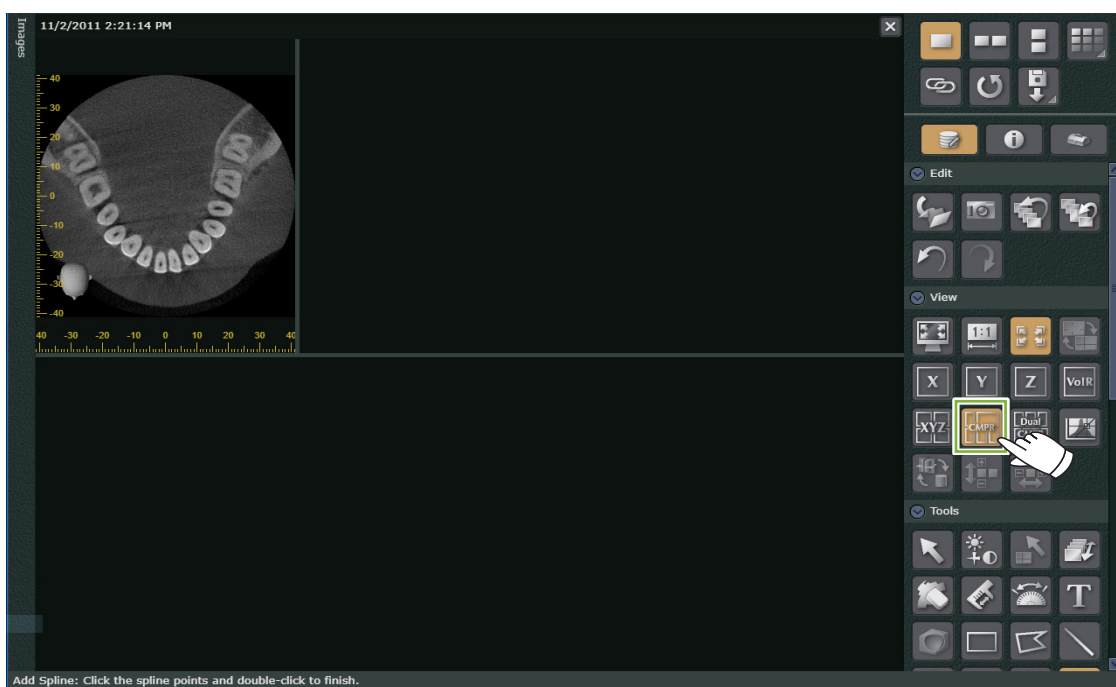 Images
11/2/2011 2:21:14 PM
40
30
20
10
0
-10
-20
-30
-40
40 -30 -20 -10 0 10 20 30 40
Edit
View
1:1
X Y Z VolR
XYZ CMPR Dual
Tools
T
Add Spline: Click the spline points and double-click to finish.